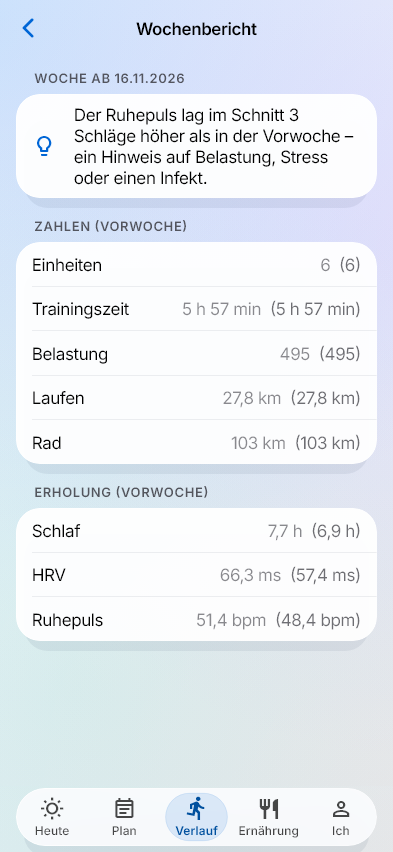 Wochenbericht
WOCHE AB 16.11.2026
Der Ruhepuls lag im Schnitt 3
Schläge höher als in der Vorwoche –
ein Hinweis auf Belastung, Stress
oder einen Infekt.
ZAHLEN (VORWOCHE)
Einheiten 6 (6)
Trainingszeit 5 h 57 min (5 h 57 min)
Belastung 495 (495)
Laufen 27,8 km (27,8 km)
Rad 103 km (103 km)
ERHOLUNG (VORWOCHE)
Schlaf 7,7 h (6,9 h)
HRV 66,3 ms (57,4 ms)
Ruhepuls 51,4 bpm (48,4 bpm)
Heute Plan Verlauf Ernährung Ich